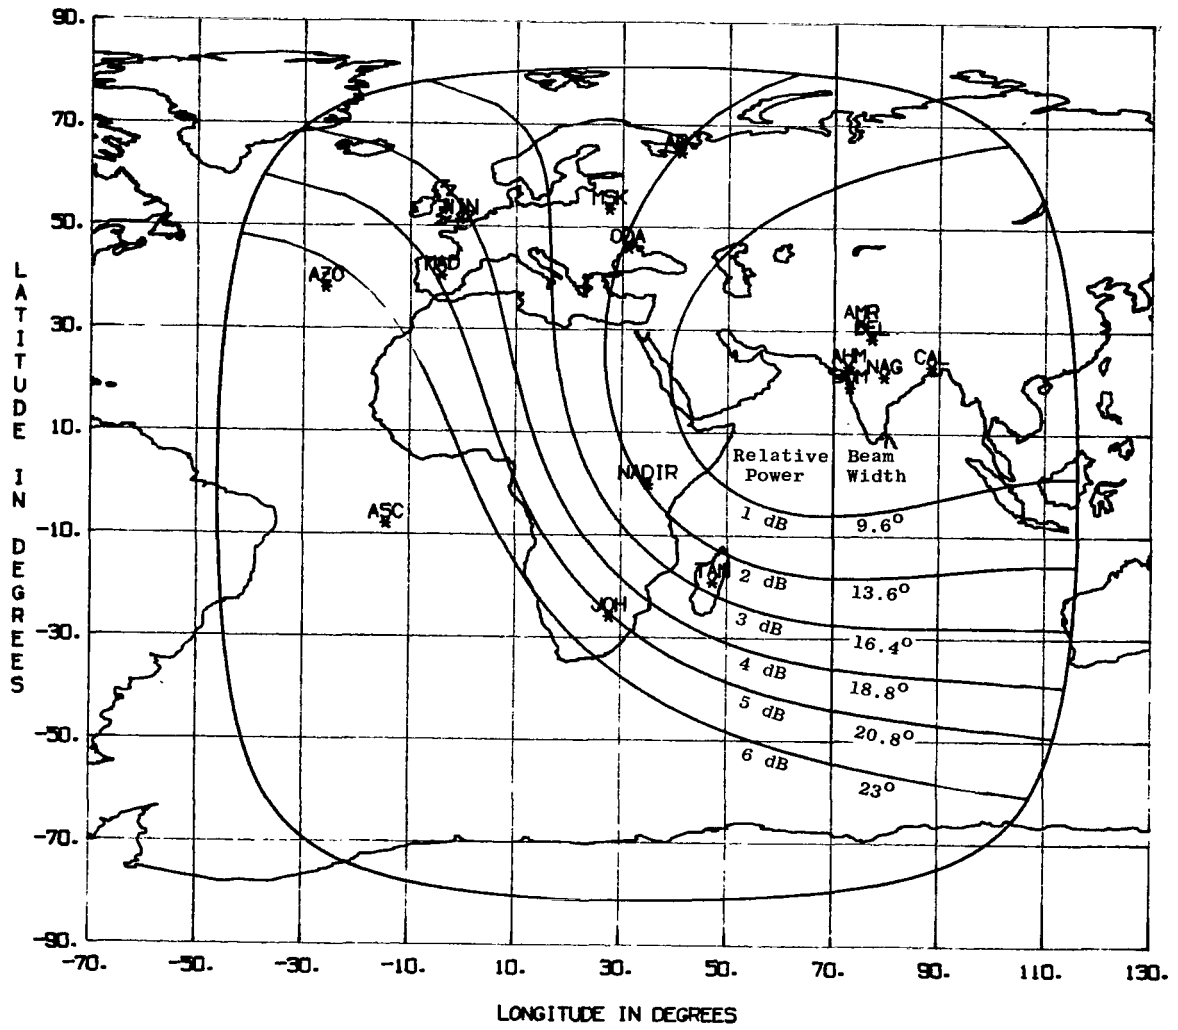 90.
70.
50.
30.
10.
-10.
-30.
-50.
-70.
-90.
LATITUDE IN DEGREES
MSK
ODA
MAD
AZO
AMR
DEL
AHM
NAG
CAL
NADIR
ASC
TAN
JOH
Relative Power
Beam Width
1 dB
9.6°
2 dB
13.6°
3 dB
16.4°
4 dB
18.8°
5 dB
20.8°
6 dB
23°
-70.
-50.
-30.
-10.
10.
30.
50.
70.
90.
110.
130.
LONGITUDE IN DEGREES